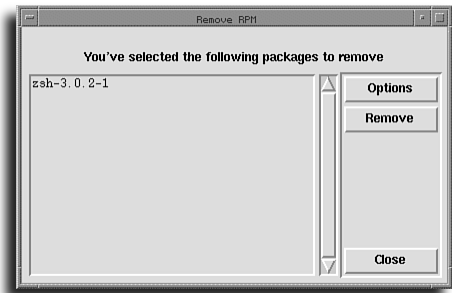 Remove RPM
You've selected the following packages to remove
zsh-3.0.2-1
Options
Remove
Close